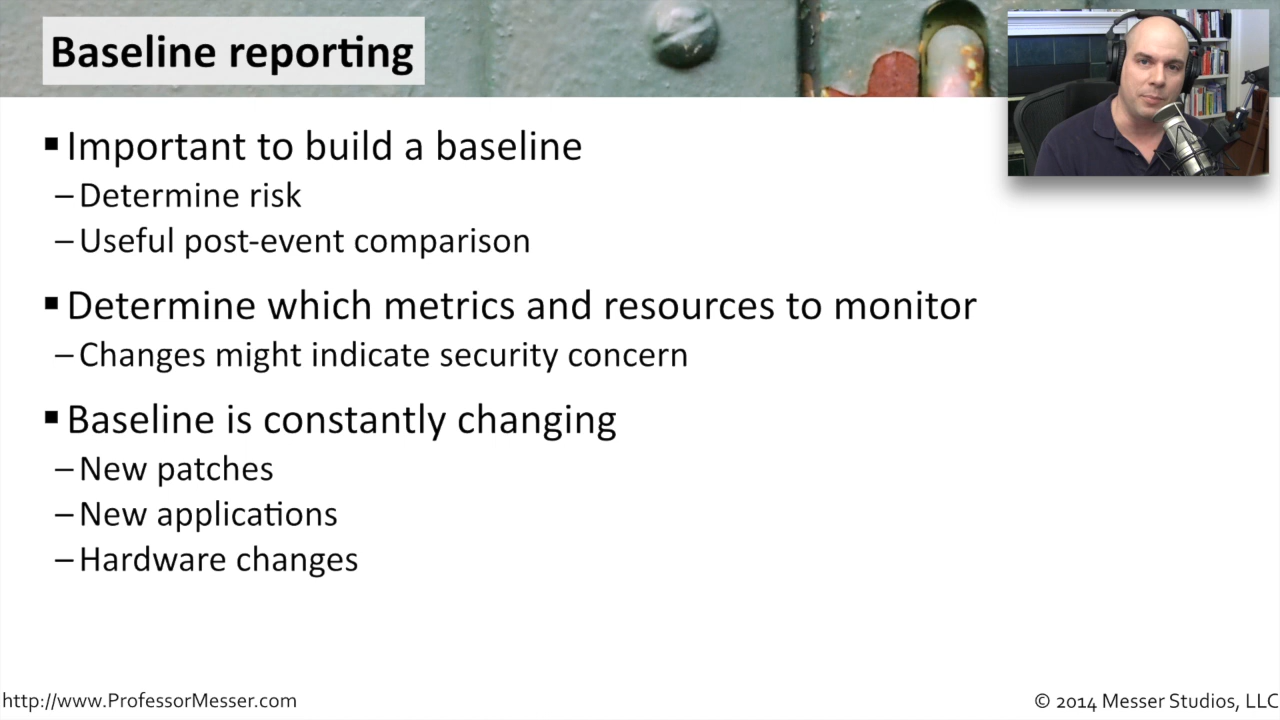 Baseline reporting
▪ Important to build a baseline
– Determine risk
– Useful post-event comparison
▪ Determine which metrics and resources to monitor
– Changes might indicate security concern
▪ Baseline is constantly changing
– New patches
– New applications
– Hardware changes
http://www.ProfessorMesser.com
© 2014 Messer Studios, LLC